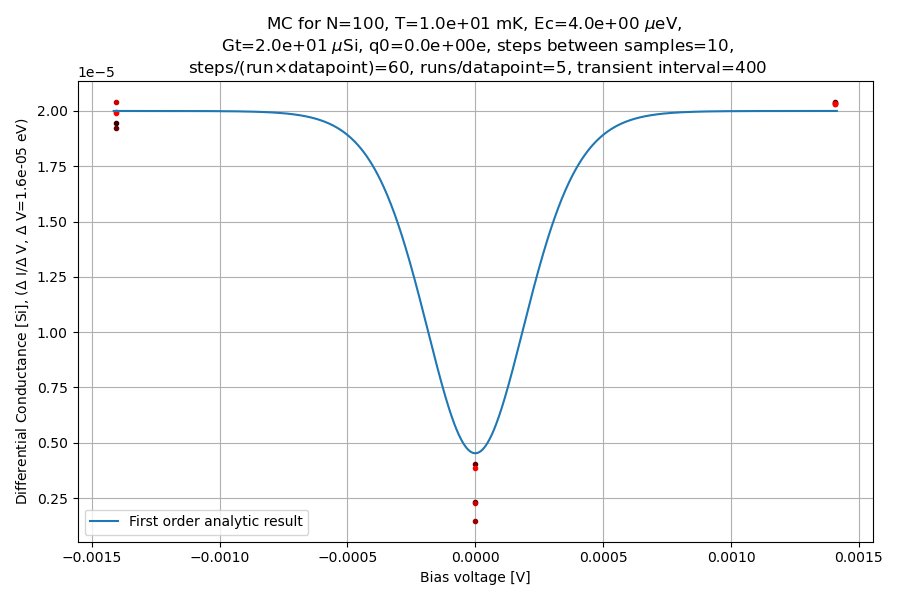 MC for N=100, T=1.0e+01 mK, Ec=4.0e+00 μeV,
Gt=2.0e+01 μSi, q0=0.0e+00e, steps between samples=10,
steps/(run×datapoint)=60, runs/datapoint=5, transient interval=400
1e−5
2.00
1.75
1.50
1.25
1.00
0.75
0.50
0.25
Differential Conductance [Si], (Δ I/Δ V, Δ V=1.6e-05 eV)
First order analytic result
−0.0015
−0.0010
−0.0005
0.0000
0.0005
0.0010
0.0015
Bias voltage [V]